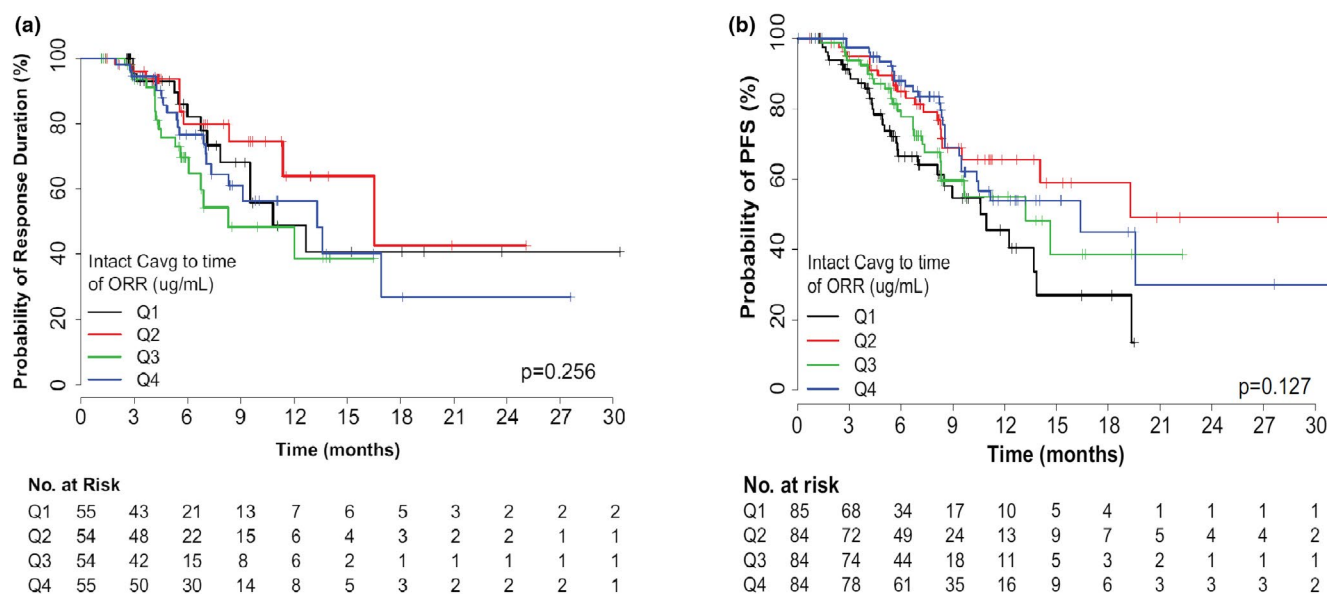 (a)
Probability of Response Duration (%)
100
80
60
40
20
0
Intact Cavg to time
of ORR (ug/mL)
Q1
Q2
Q3
Q4
p=0.256
0 3 6 9 12 15 18 21 24 27 30
Time (months)
No. at Risk
Q1 55 43 21 13 7 6 5 3 2 2 2
Q2 54 48 22 15 6 4 3 2 2 1 1
Q3 54 42 15 8 6 2 1 1 1 1 1
Q4 55 50 30 14 8 5 3 2 2 2 1
(b)
Probability of PFS (%)
100
80
60
40
20
0
Intact Cavg to time
of ORR (ug/mL)
Q1
Q2
Q3
Q4
p=0.127
0 3 6 9 12 15 18 21 24 27 30
Time (months)
No. at risk
Q1 85 68 34 17 10 5 4 1 1 1 1
Q2 84 72 49 24 13 9 7 5 4 4 2
Q3 84 74 44 18 11 5 3 2 1 1 1
Q4 84 78 61 35 16 9 6 3 3 3 2